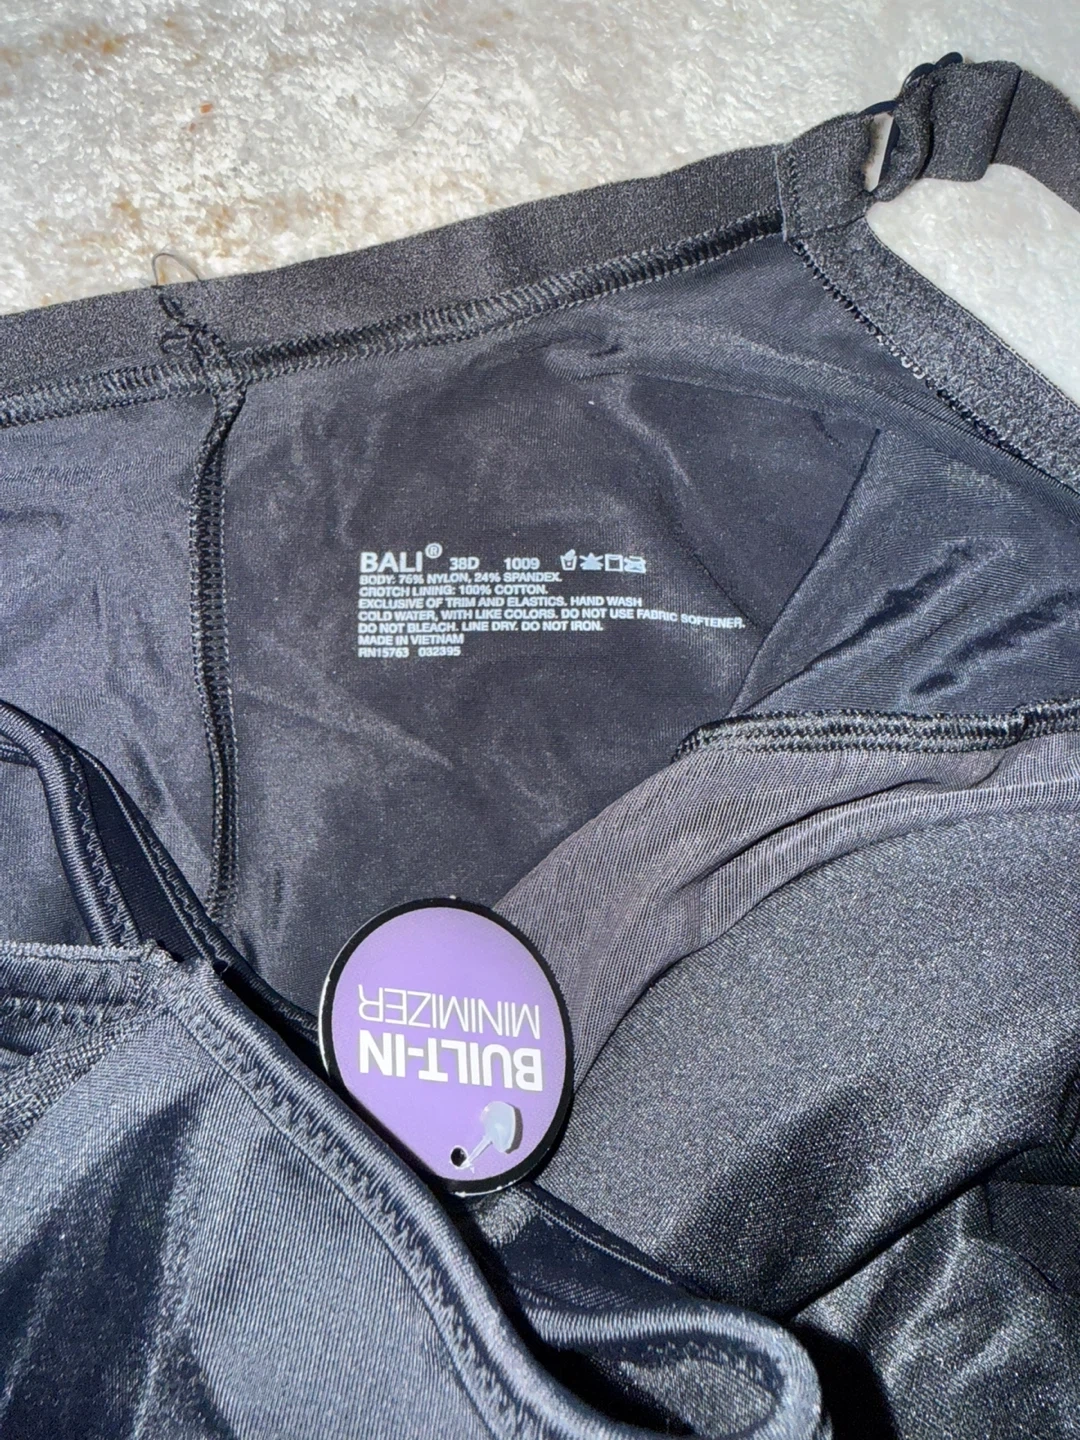 BALI® 38D 1009
BODY: 76% NYLON, 24% SPANDEX.
CROTCH LINING: 100% COTTON.
EXCLUSIVE OF TRIM AND ELASTICS. HAND WASH
COLD WATER, WITH LIKE COLORS. DO NOT USE FABRIC SOFTENER.
DO NOT BLEACH. LINE DRY. DO NOT IRON.
MADE IN VIETNAM
RN15763 032395
BUILT-IN
MINIMIZER